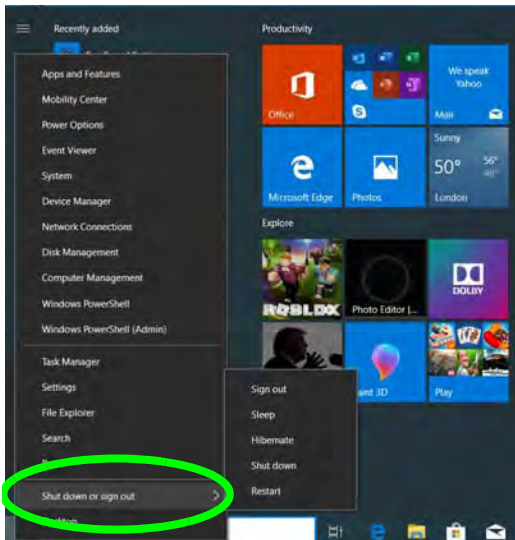 Recently added
Productivity
Apps and Features
Mobility Center
Power Options
Event Viewer
System
Device Manager
Network Connections
Disk Management
Computer Management
Windows PowerShell
Windows PowerShell (Admin)
Task Manager
Settings
File Explorer
Search
Shut down or sign out
Sign out
Sleep
Hibernate
Shut down
Restart
Office
We speak
Yahoo
Mail
Microsoft Edge
Photos
Sunny
50°
56°
London
Explore
ROBLOX
Photo Editor |...
DOLBY
aint 3D
Play